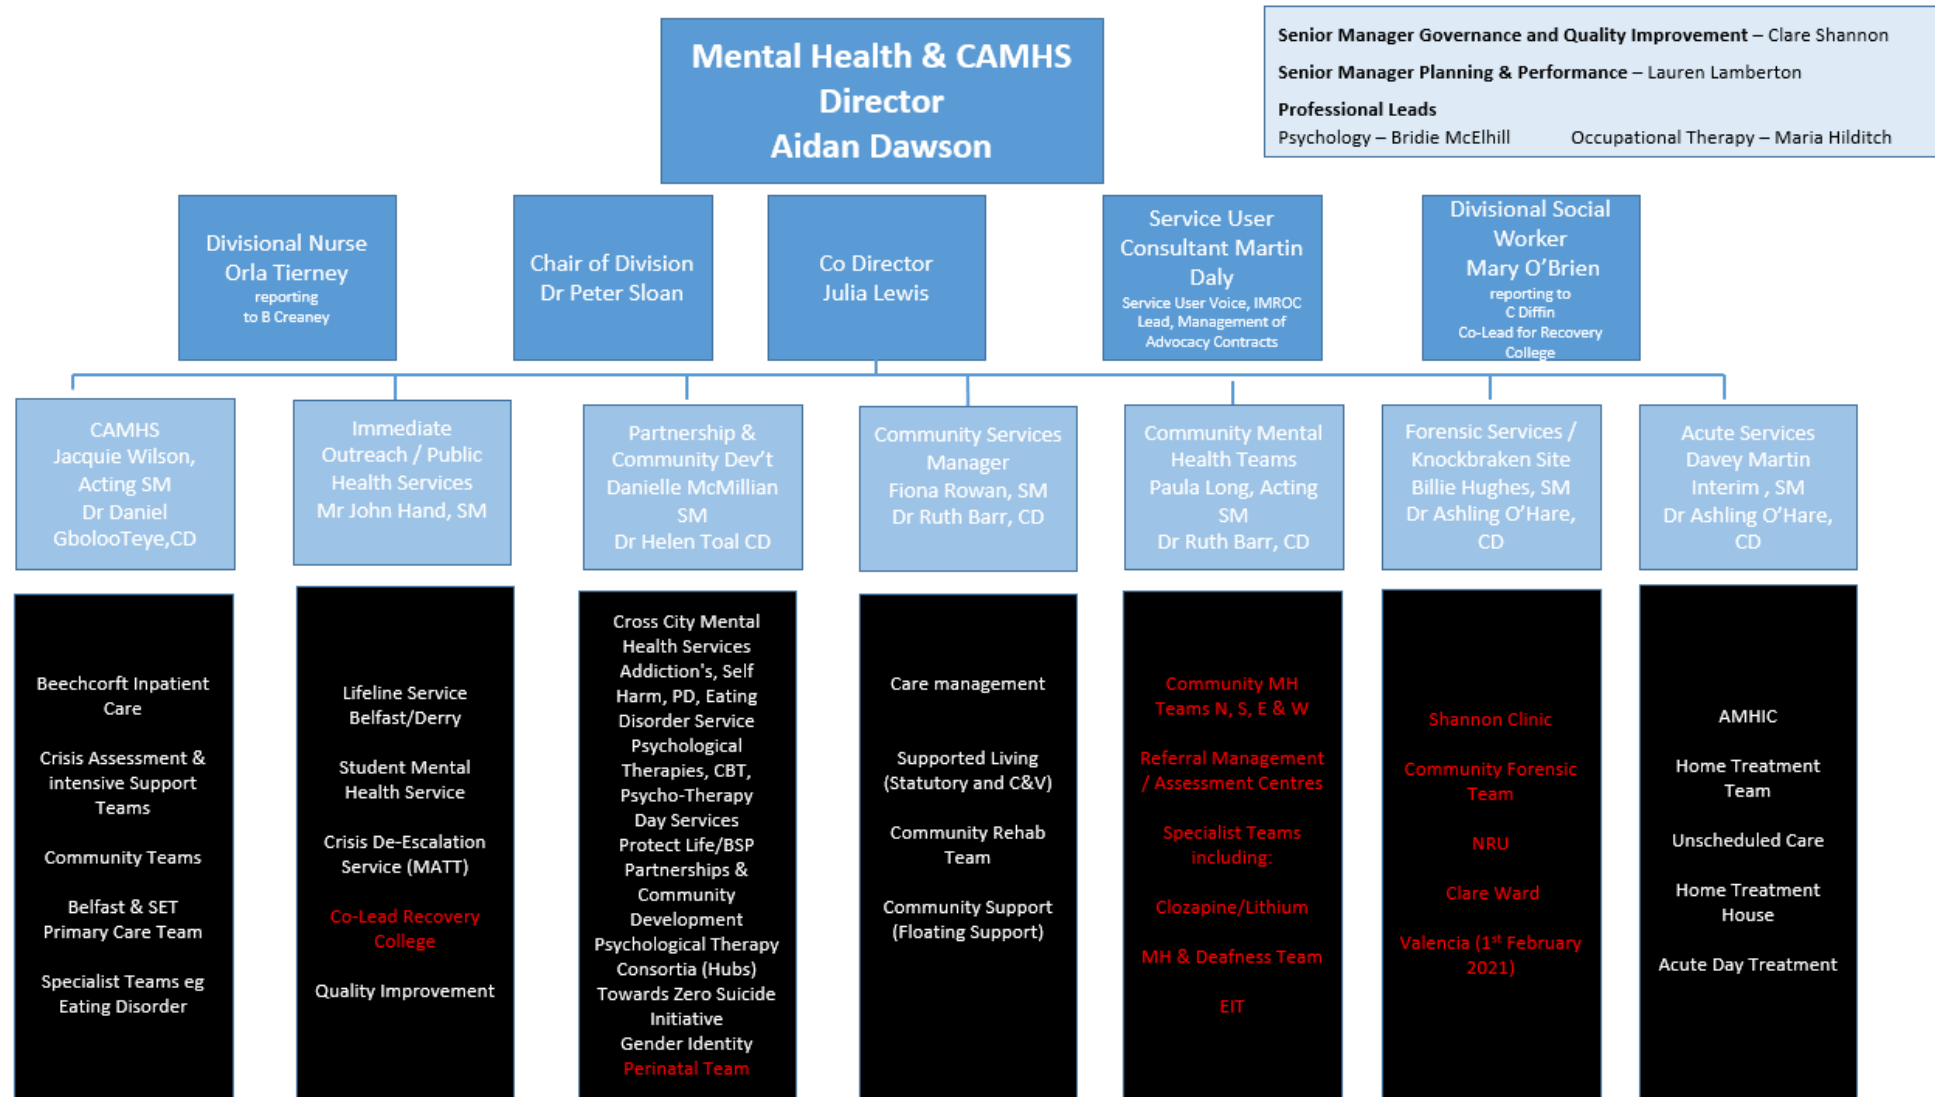 Mental Health & CAMHS
Director
Aidan Dawson
Senior Manager Governance and Quality Improvement – Clare Shannon
Senior Manager Planning & Performance – Lauren Lamberton
Professional Leads
Psychology – Bridie McElhill Occupational Therapy – Maria Hilditch
Divisional Nurse
Orla Tierney
reporting
to B Creaney
Chair of Division
Dr Peter Sloan
Co Director
Julia Lewis
Service User
Consultant Martin
Daly
Service User Voice, IMROC
Lead, Management of
Advocacy Contracts
Divisional Social
Worker
Mary O’Brien
reporting to
C Diffin
Co-Lead for Recovery
College
CAMHS
Jacquie Wilson,
Acting SM
Dr Daniel
GbolooTeye,CD
Immediate
Outreach / Public
Health Services
Mr John Hand, SM
Partnership &
Community Dev’t
Danielle McMillian
SM
Dr Helen Toal CD
Community Services
Manager
Fiona Rowan, SM
Dr Ruth Barr, CD
Community Mental
Health Teams
Paula Long, Acting
SM
Dr Ruth Barr, CD
Forensic Services /
Knockbraken Site
Billie Hughes, SM
Dr Ashling O’Hare,
CD
Acute Services
Davey Martin
Interim , SM
Dr Ashling O’Hare,
CD
Beechcorft Inpatient
Care
Crisis Assessment &
intensive Support
Teams
Community Teams
Belfast & SET
Primary Care Team
Specialist Teams eg
Eating Disorder
Lifeline Service
Belfast/Derry
Student Mental
Health Service
Crisis De-Escalation
Service (MATT)
Co-Lead Recovery
College
Quality Improvement
Cross City Mental
Health Services
Addiction's, Self
Harm, PD, Eating
Disorder Service
Psychological
Therapies, CBT,
Psycho-Therapy
Day Services
Protect Life/BSP
Partnerships &
Community
Development
Psychological Therapy
Consortia (Hubs)
Towards Zero Suicide
Initiative
Gender Identity
Perinatal Team
Care management
Supported Living
(Statutory and C&V)
Community Rehab
Team
Community Support
(Floating Support)
Community MH
Teams N, S, E & W
Referral Management
/ Assessment Centres
Specialist Teams
including:
Clozapine/Lithium
MH & Deafness Team
EIT
Shannon Clinic
Community Forensic
Team
NRU
Clare Ward
Valencia (1st February
2021)
AMHIC
Home Treatment
Team
Unscheduled Care
Home Treatment
House
Acute Day Treatment